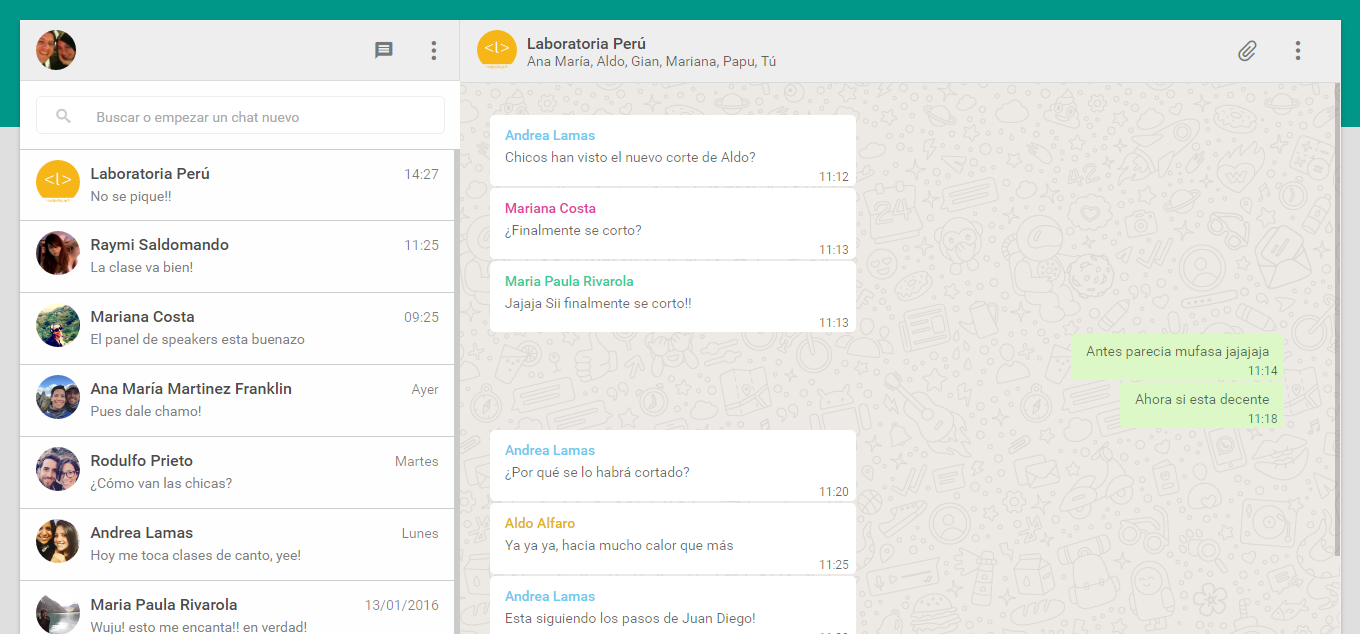 Buscar o empezar un chat nuevo
<l>
Laboratoria Perú
14:27
No se pique!!
Raymi Saldomando
11:25
La clase va bien!
Mariana Costa
09:25
El panel de speakers esta buenazo
Ana María Martinez Franklin
Ayer
Pues dale chamo!
Rodulfo Prieto
Martes
¿Cómo van las chicas?
Andrea Lamas
Lunes
Hoy me toca clases de canto, yee!
Maria Paula Rivarola
13/01/2016
Wuju! esto me encanta!! en verdad!
<l>
Laboratoria Perú
Ana María, Aldo, Gian, Mariana, Papu, Tú
Andrea Lamas
Chicos han visto el nuevo corte de Aldo?
11:12
Mariana Costa
¿Finalmente se corto?
11:13
Maria Paula Rivarola
Jajaja Sii finalmente se corto!!
11:13
Antes parecia mufasa jajajaja
11:14
Ahora si esta decente
11:18
Andrea Lamas
¿Por qué se lo habrá cortado?
11:20
Aldo Alfaro
Ya ya ya, hacia mucho calor que más
11:25
Andrea Lamas
Esta siguiendo los pasos de Juan Diego!